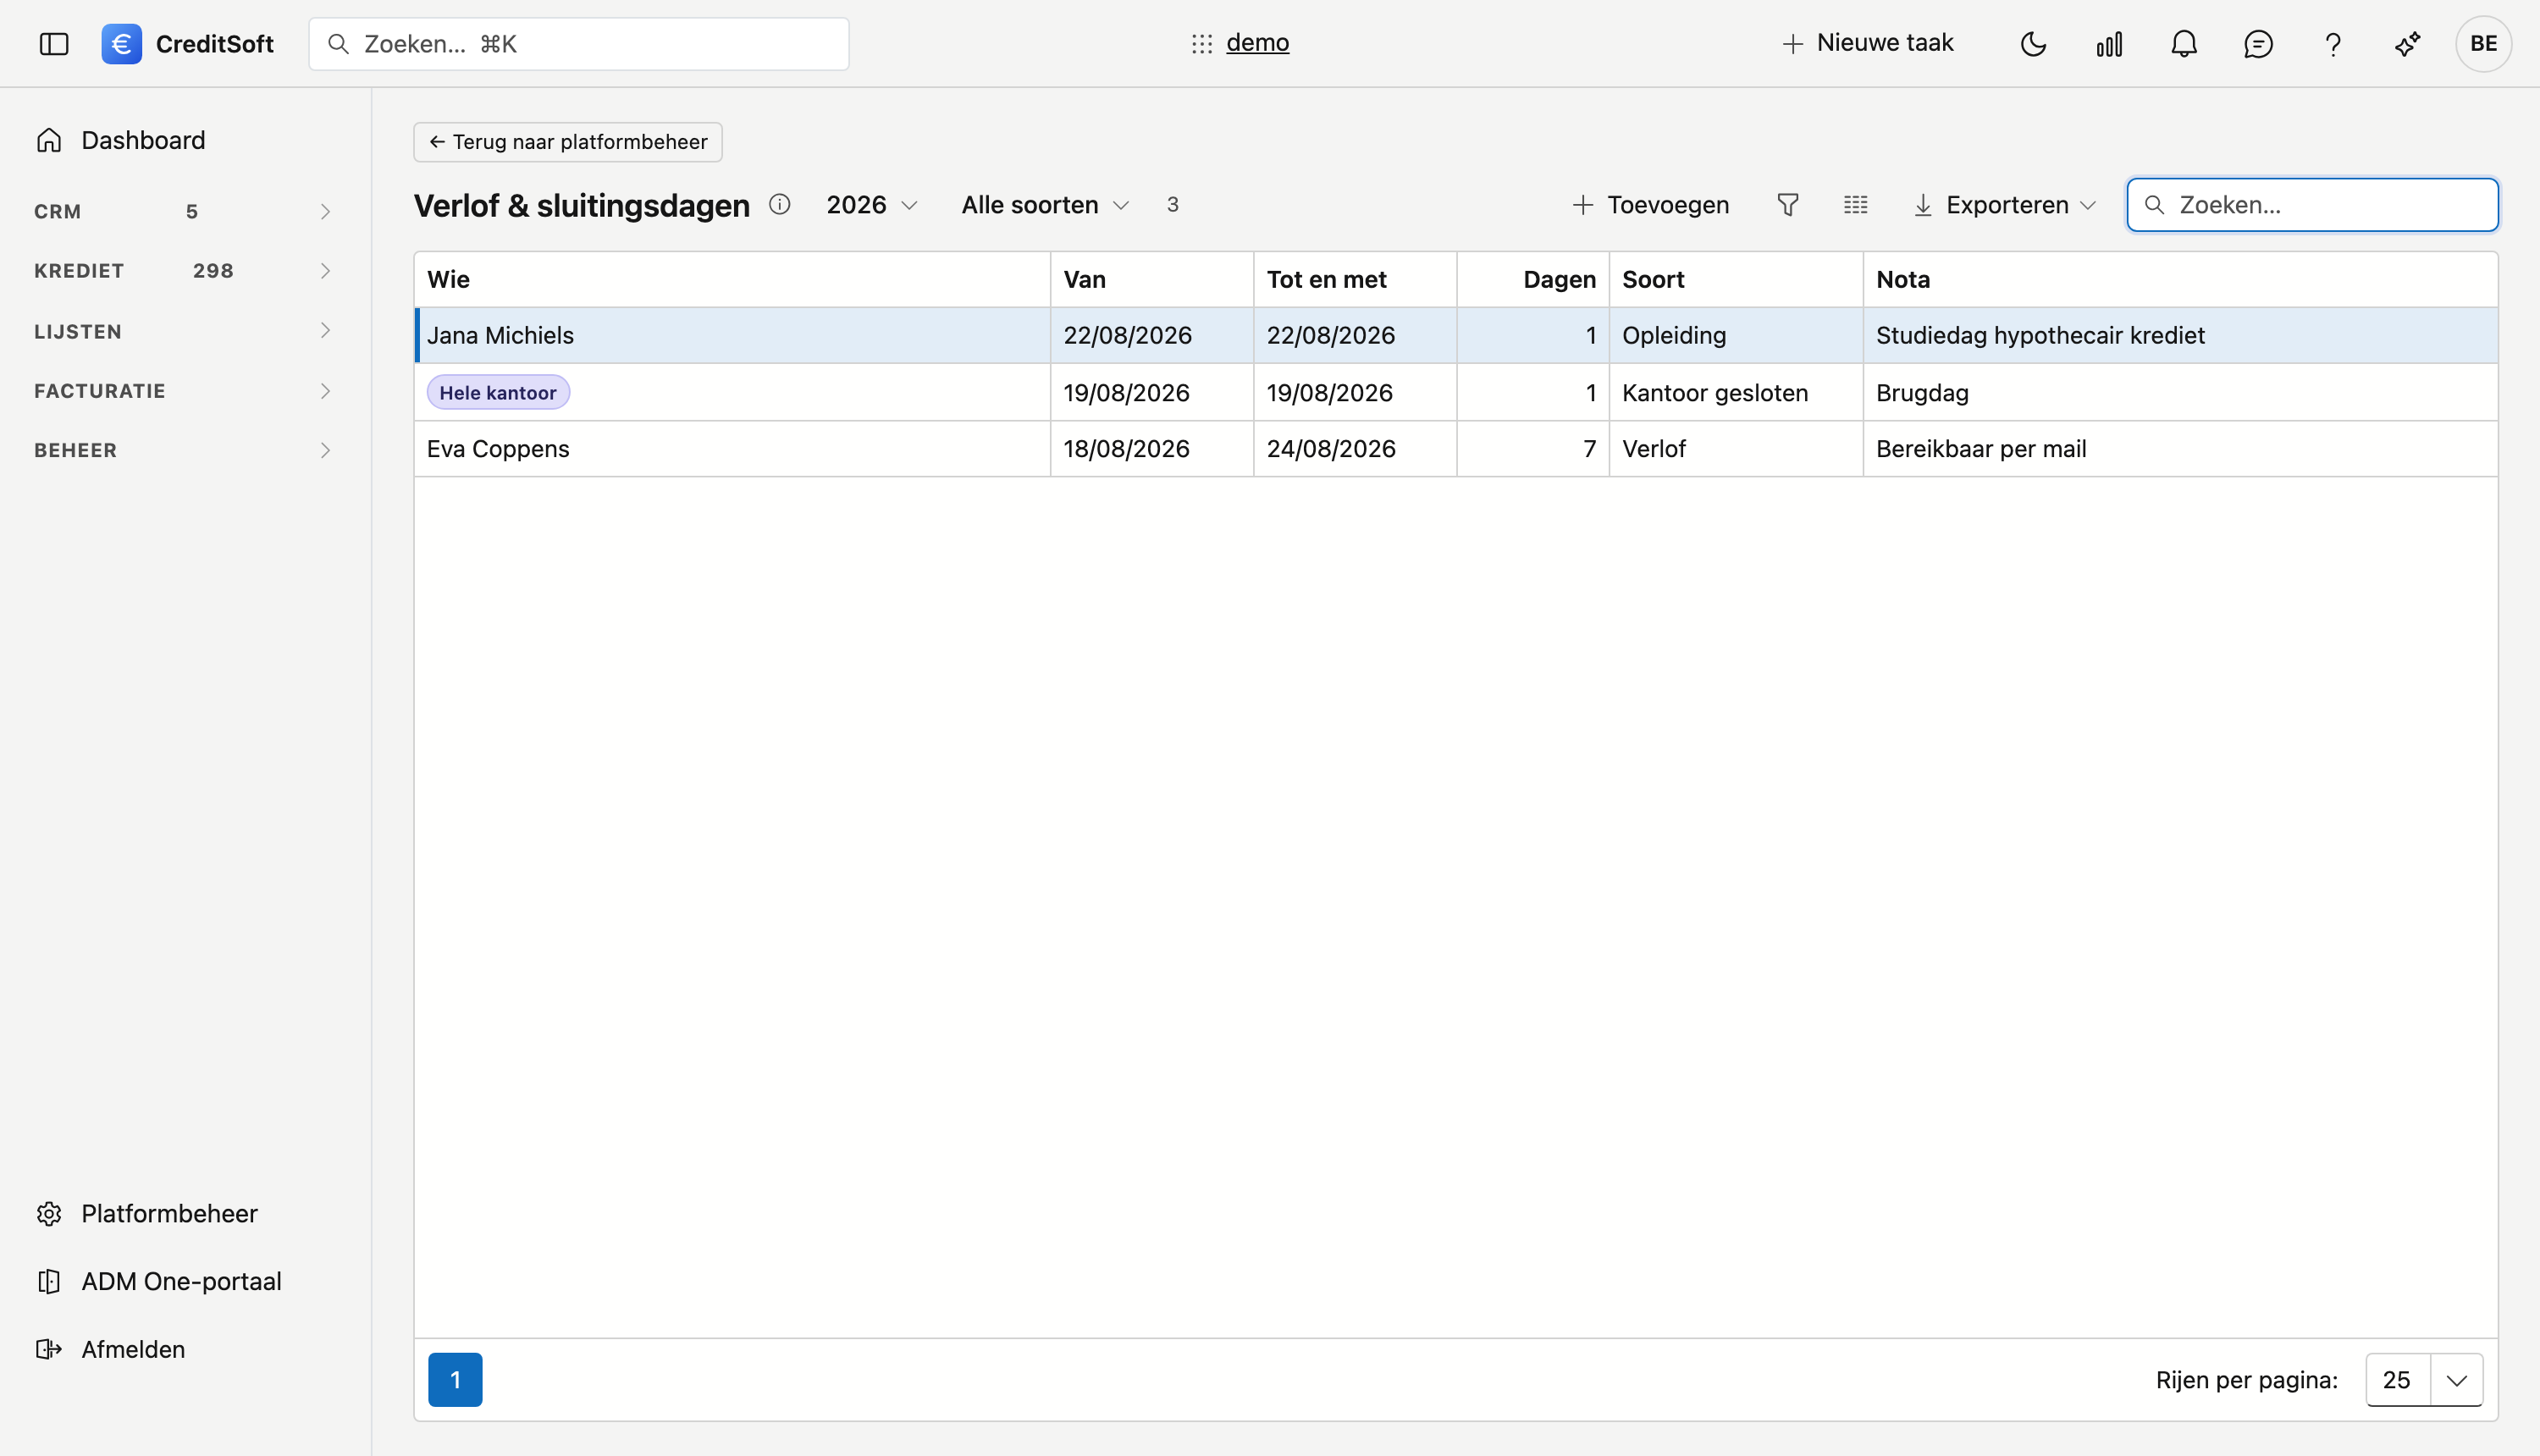 CreditSoft
Zoeken... ⌘K
demo
Nieuwe taak
BE
Dashboard
CRM 5
KREDIET 298
LIJSTEN
FACTURATIE
BEHEER
Platformbeheer
ADM One-portaal
Afmelden
← Terug naar platformbeheer
Verlof & sluitingsdagen 2026 Alle soorten 3
Toevoegen Exporteren Zoeken...
Wie Van Tot en met Dagen Soort Nota
Jana Michiels 22/08/2026 22/08/2026 1 Opleiding Studiedag hypothecair krediet
Hele kantoor 19/08/2026 19/08/2026 1 Kantoor gesloten Brugdag
Eva Coppens 18/08/2026 24/08/2026 7 Verlof Bereikbaar per mail
1 Rijen per pagina: 25